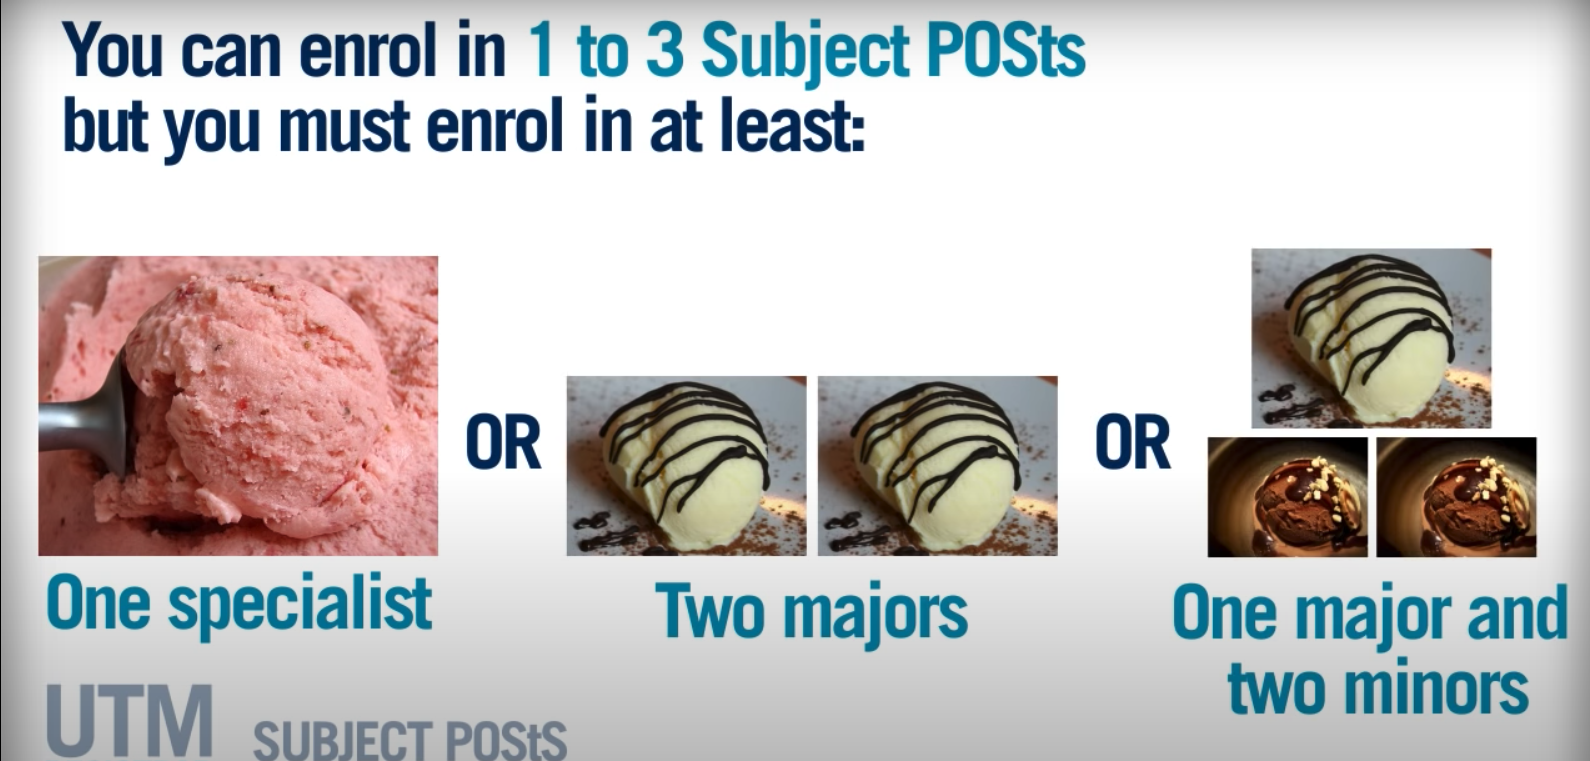 You can enrol in 1 to 3 Subject POSts
but you must enrol in at least:
OR
OR
One specialist
Two majors
One major and
two minors
UTM SUBJECT POStS